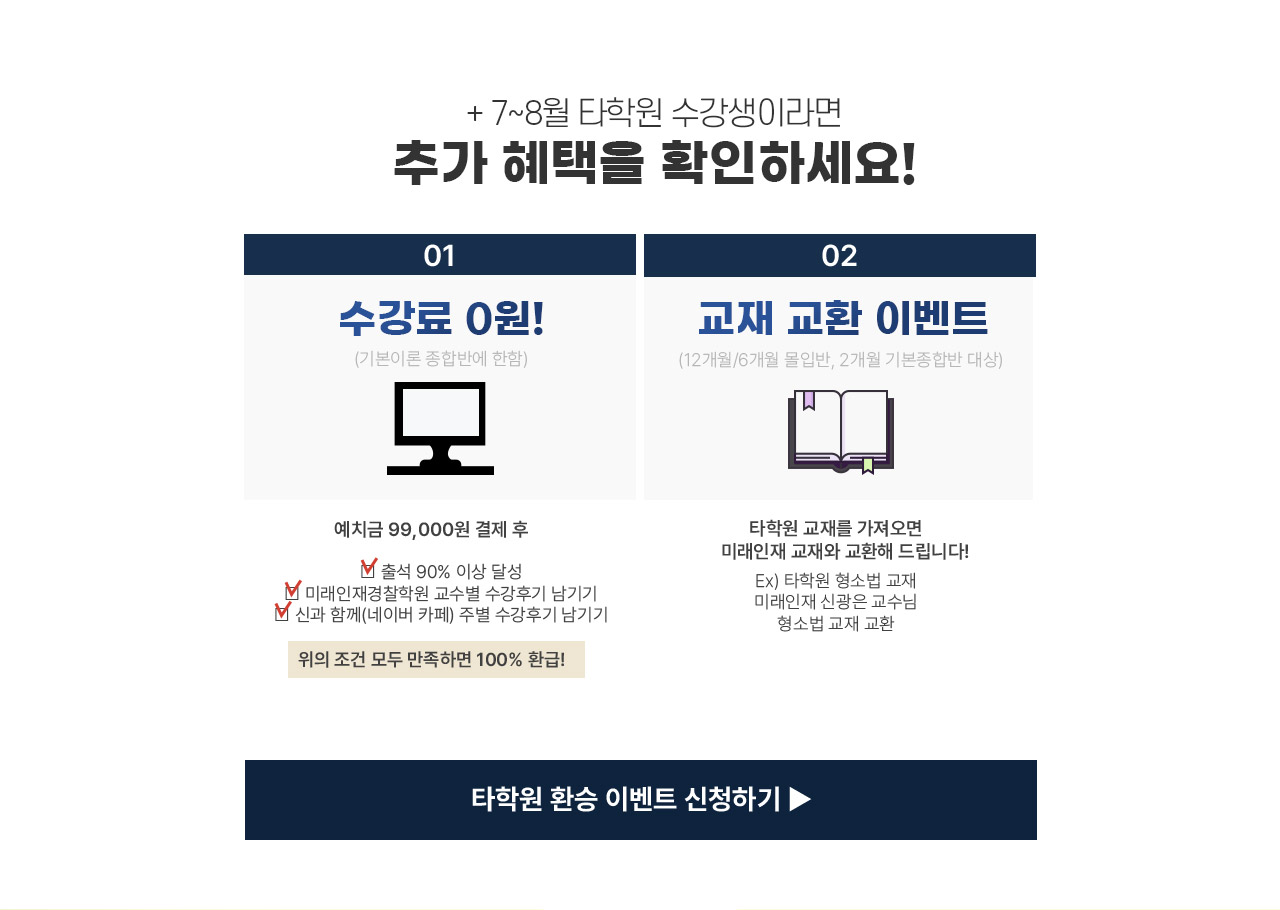 + 7~8월 타학원 수강생이라면
추가 혜택을 확인하세요!
01
수강료 0원!
(기본이론 종합반에 한함)
예치금 99,000원 결제 후
출석 90% 이상 달성
미래인재경찰학원 교수별 수강후기 남기기
신과 함께(네이버 카페) 주별 수강후기 남기기
위의 조건 모두 만족하면 100% 환급!
02
교재 교환 이벤트
(12개월/6개월 몰입반, 2개월 기본종합반 대상)
타학원 교재를 가져오면
미래인재 교재와 교환해 드립니다!
Ex) 타학원 형소법 교재
미래인재 신광은 교수님
형소법 교재 교환
타학원 환승 이벤트 신청하기 ▶